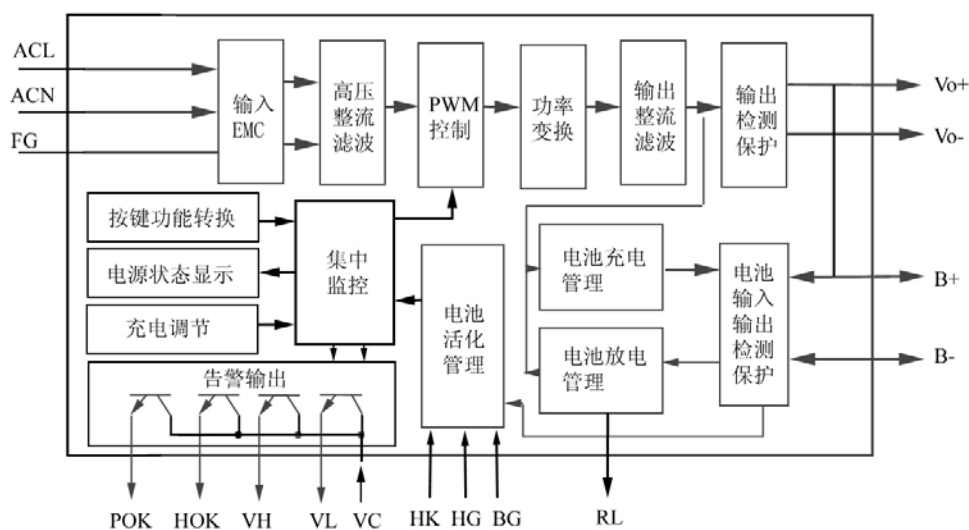 ACL
ACN
FG
输入
EMC
高压
整流
滤波
PWM
控制
功率
变换
输出
整流
滤波
输出
检测
保护
Vo+
Vo-
按键功能转换
电源状态显示
充电调节
集中
监控
电池
活化
管理
电池充电
管理
电池放电
管理
电池
输入
输出
检测
保护
B+
B-
告警输出
POK
HOK
VH
VL
VC
HK
HG
BG
RL